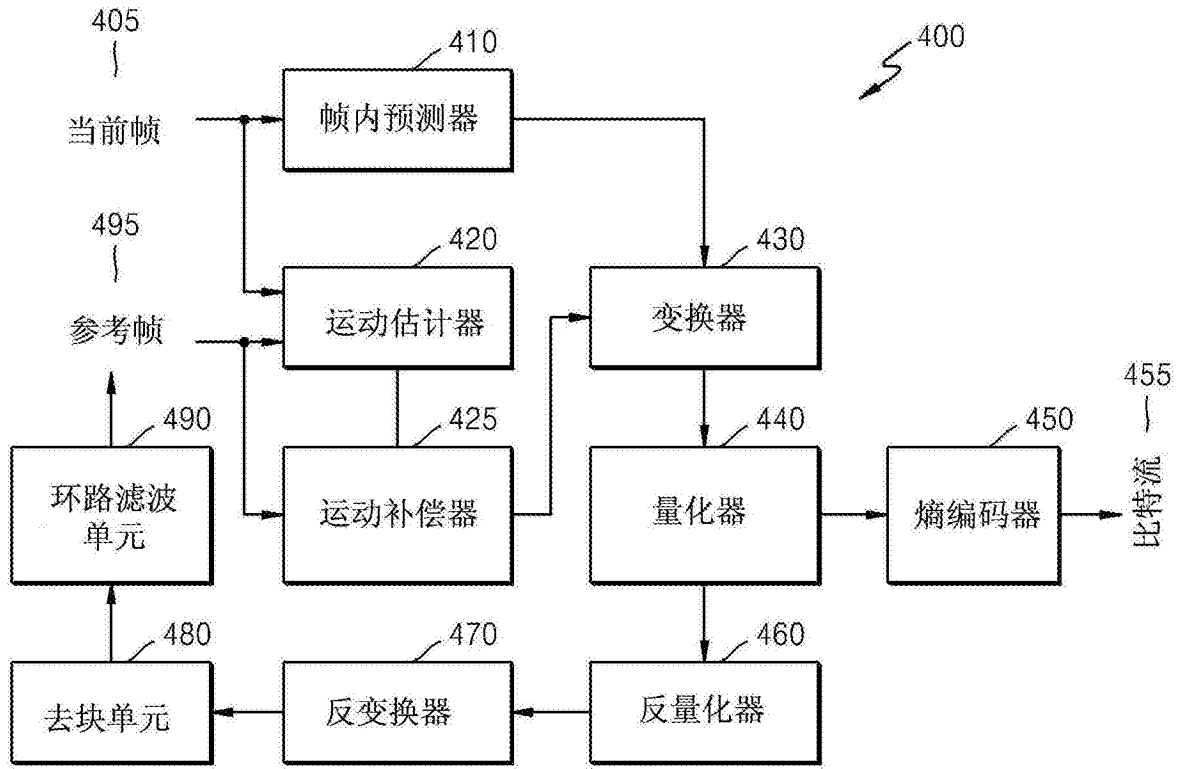 405
410
400
当前帧
帧内预测器
495
420
430
参考帧
运动估计器
变换器
455
490
425
440
450
环路滤波
单元
运动补偿器
量化器
熵编码器
比特流
480
470
460
去块单元
反变换器
反量化器